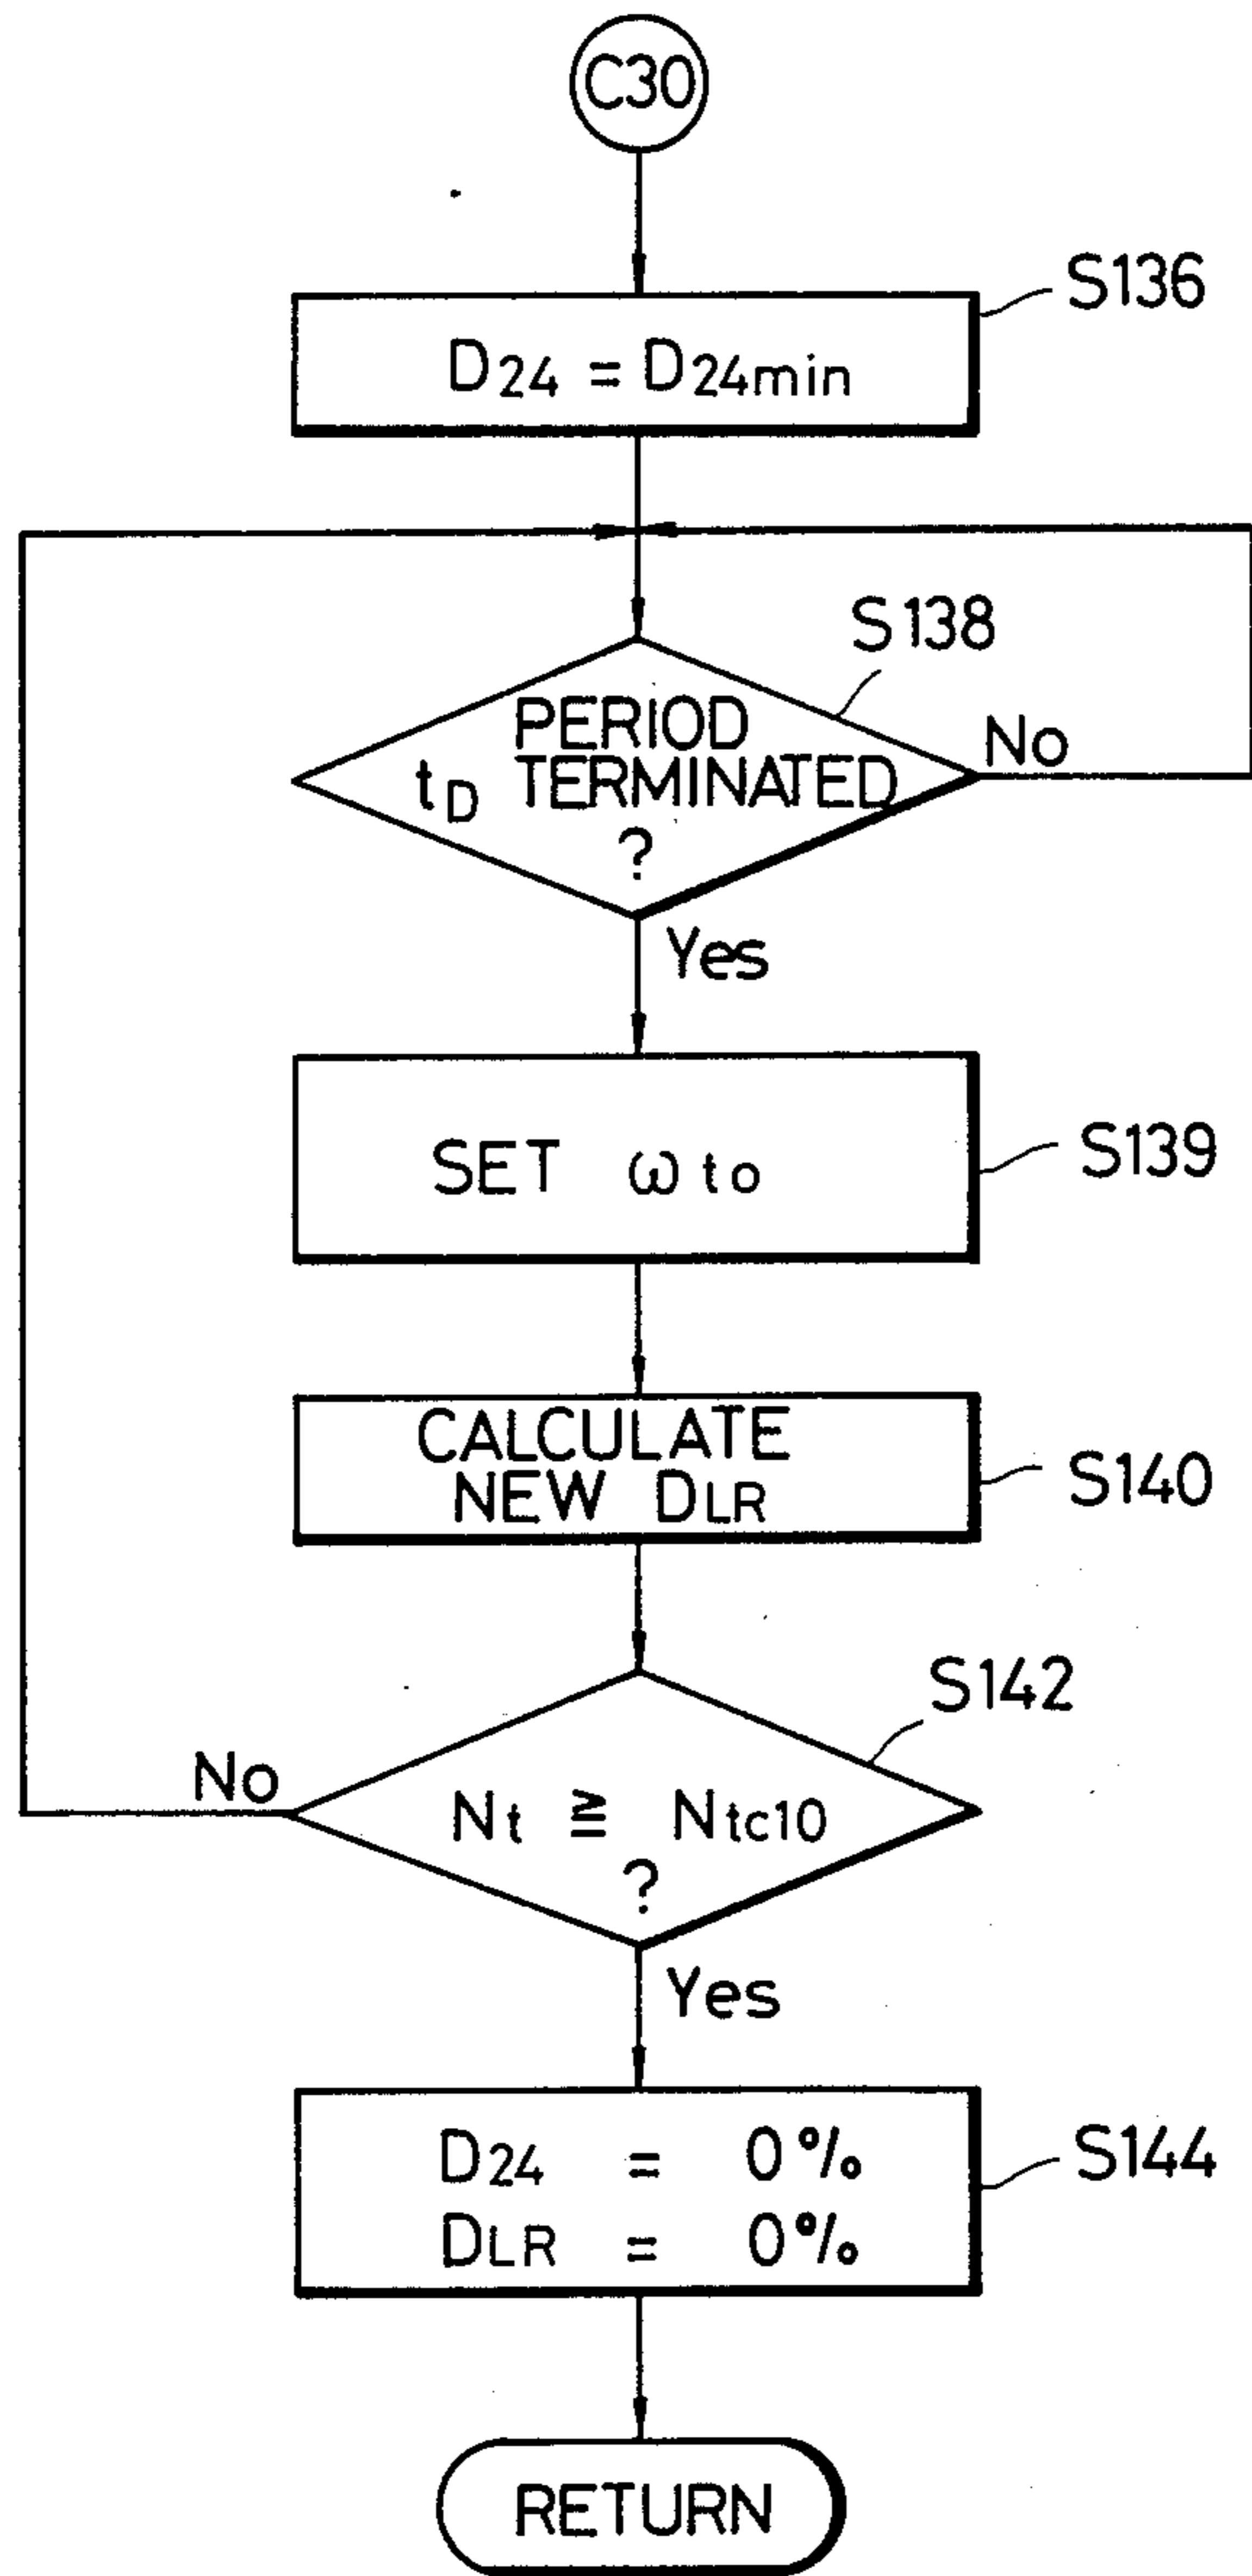 C30
S136
D24 = D24min
S138
PERIOD
tD TERMINATED
?
No
Yes
SET ωto
S139
CALCULATE
NEW DLR
S140
S142
No
Nt ≧ Ntc10
?
Yes
D24 = 0%
DLR = 0%
S144
RETURN